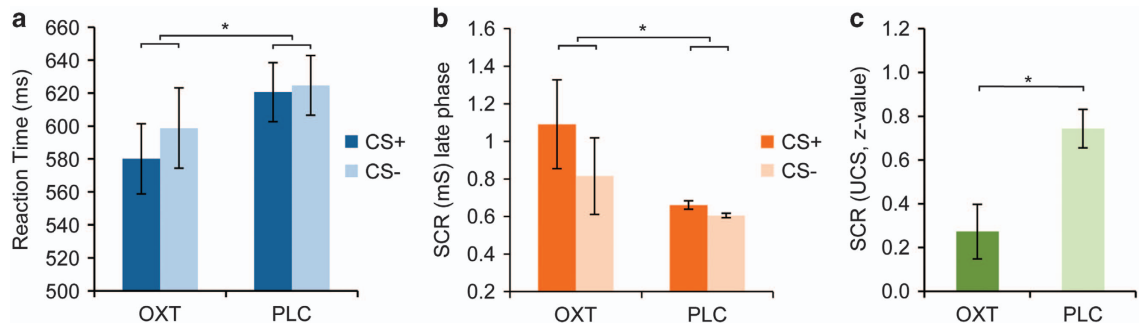 a
*
Reaction Time (ms)
660
640
620
600
580
560
540
520
500
OXT
PLC
CS+
CS-
b
*
SCR (mS) late phase
1.6
1.4
1.2
1
0.8
0.6
0.4
0.2
OXT
PLC
CS+
CS-
c
*
SCR (UCS, z-value)
1.2
1.0
0.8
0.6
0.4
0.2
0.0
OXT
PLC